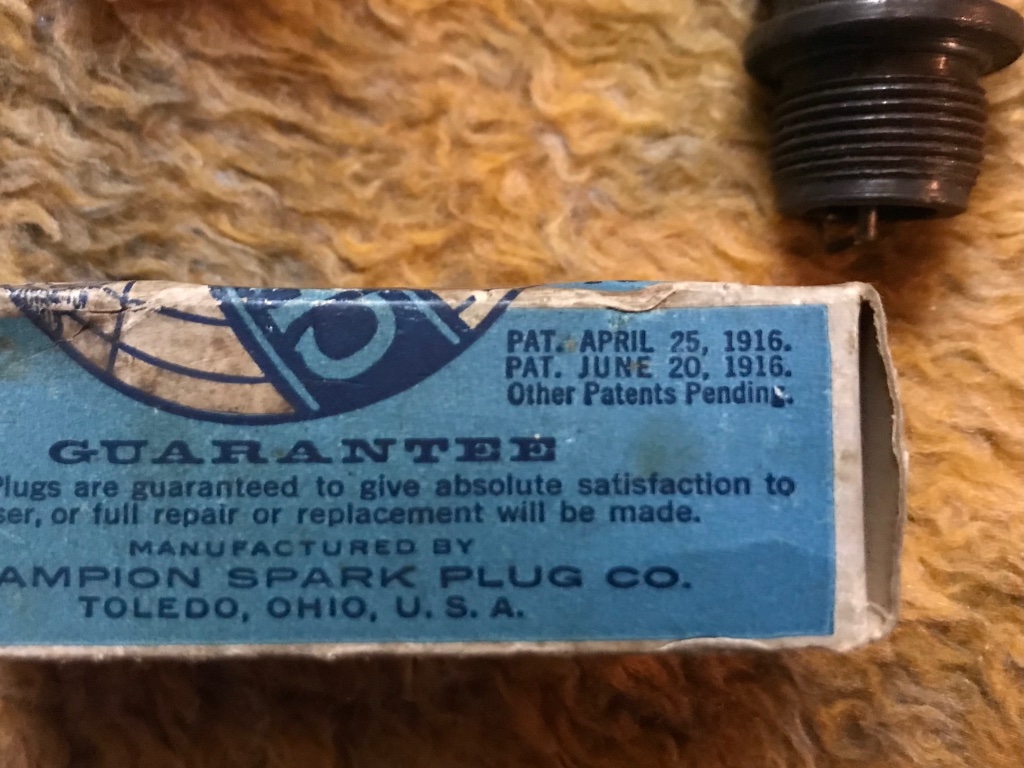 PAT. APRIL 25, 1916.
PAT. JUNE 20, 1916.
Other Patents Pending.
GUARANTEE
Plugs are guaranteed to give absolute satisfaction to
ser, or full repair or replacement will be made.
MANUFACTURED BY
AMPION SPARK PLUG CO.
TOLEDO, OHIO, U. S. A.